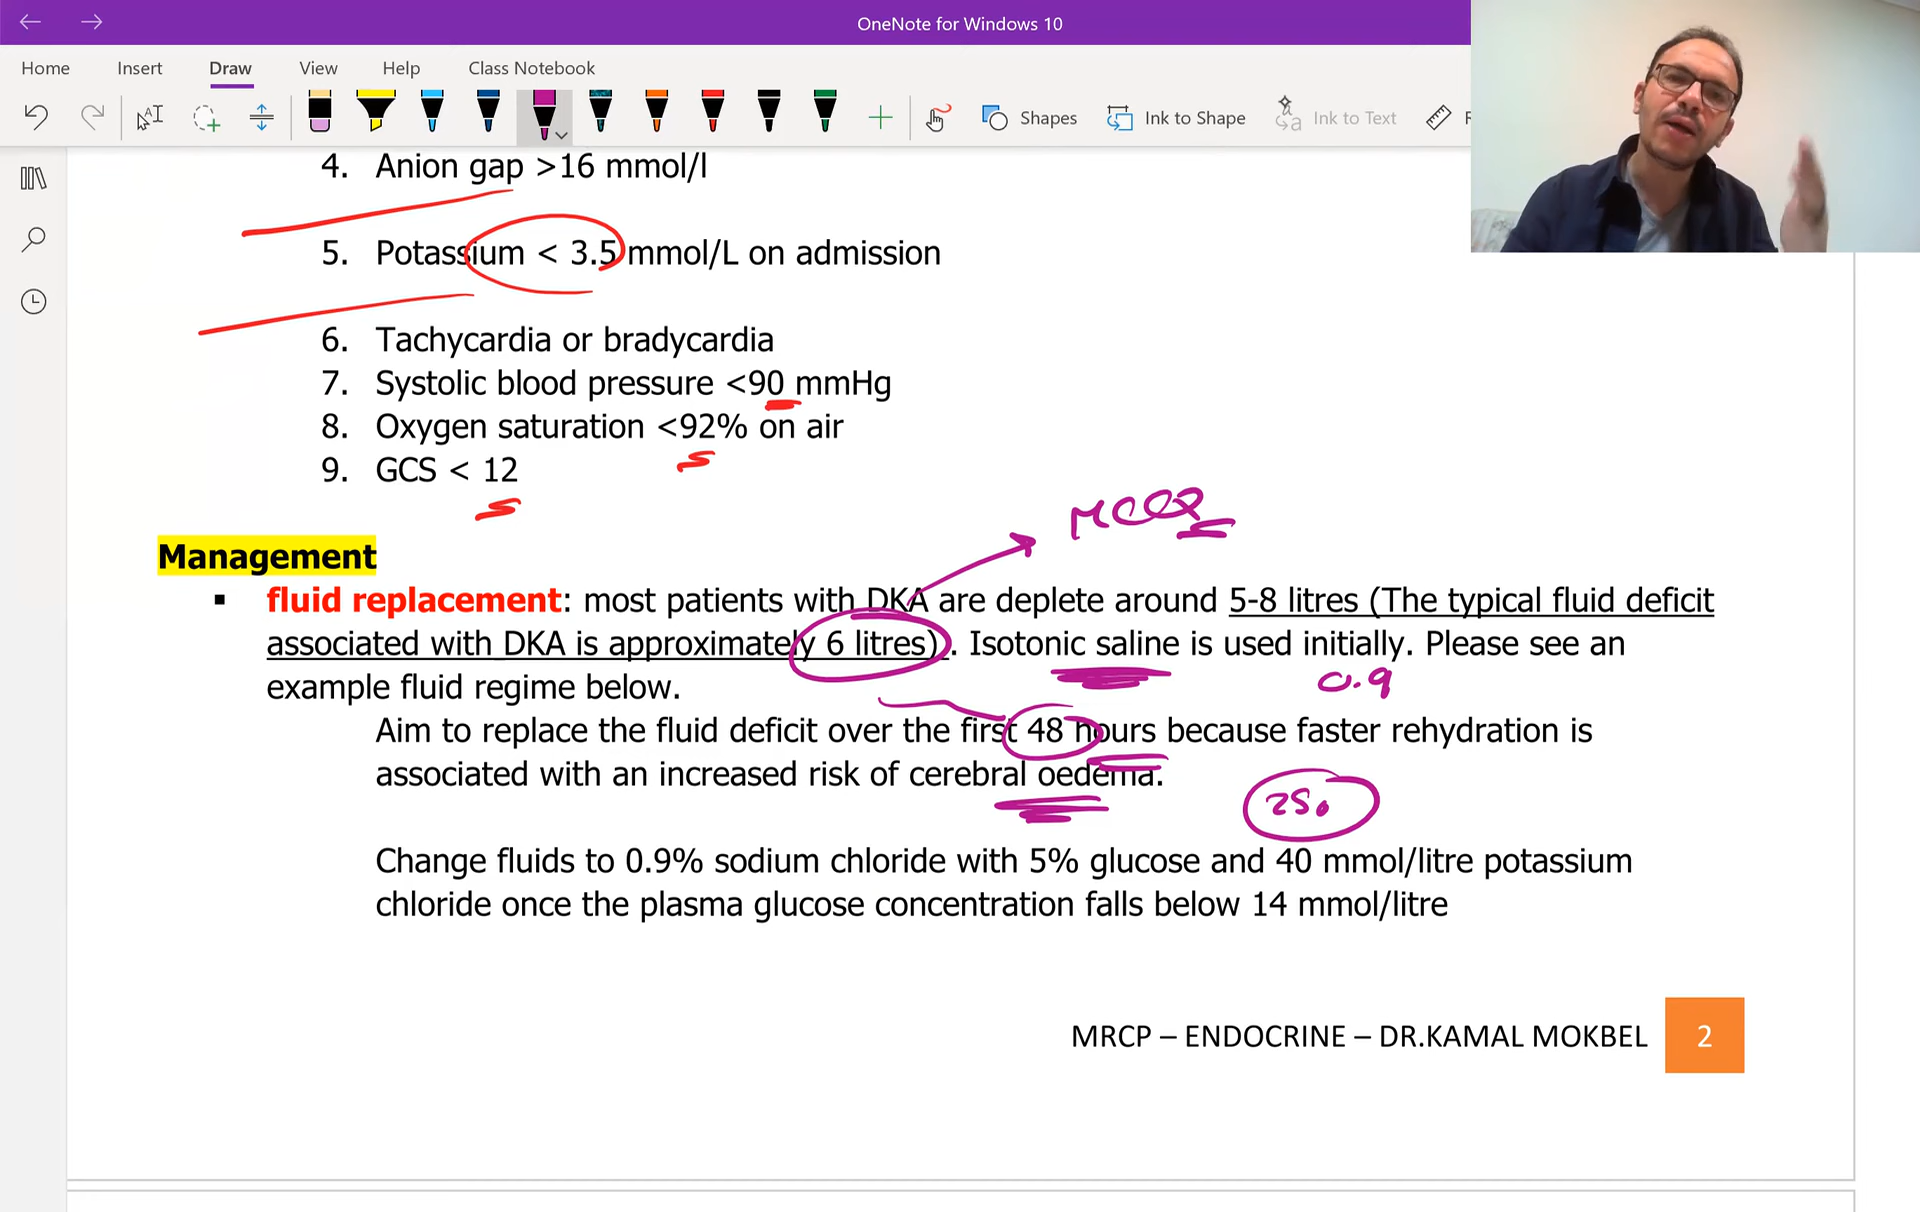 OneNote for Windows 10
Home Insert Draw View Help Class Notebook
Shapes Ink to Shape Ink to Text R
4. Anion gap >16 mmol/l
5. Potassium < 3.5 mmol/L on admission
6. Tachycardia or bradycardia
7. Systolic blood pressure <90 mmHg
8. Oxygen saturation <92% on air
9. GCS < 12
MCQ
Management
▪ fluid replacement: most patients with DKA are deplete around 5-8 litres (The typical fluid deficit
associated with DKA is approximately 6 litres). Isotonic saline is used initially. Please see an
0.9
example fluid regime below.
Aim to replace the fluid deficit over the first 48 hours because faster rehydration is
associated with an increased risk of cerebral oedema.
250
Change fluids to 0.9% sodium chloride with 5% glucose and 40 mmol/litre potassium
chloride once the plasma glucose concentration falls below 14 mmol/litre
MRCP – ENDOCRINE – DR.KAMAL MOKBEL 2